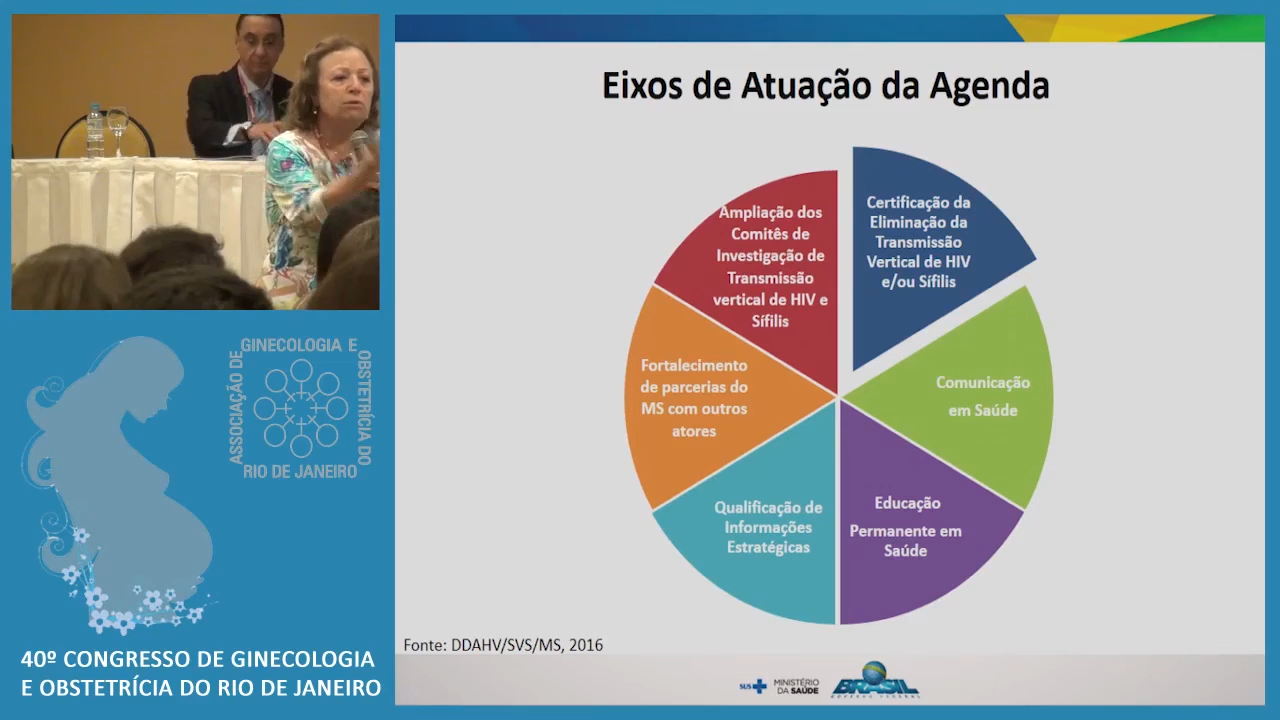 Eixos de Atuação da Agenda
Certificação da
Eliminação da
Transmissão
Vertical de HIV
e/ou Sífilis
Comunicação
em Saúde
Educação
Permanente em
Saúde
Qualificação de
Informações
Estratégicas
Fortalecimento
de parcerias do
MS com outros
atores
Ampliação dos
Comitês de
Investigação de
Transmissão
vertical de HIV e
Sífilis
Fonte: DDAHV/SVS/MS, 2016
SUS
MINISTÉRIO
DA SAÚDE
BRASIL
GOVERNO FEDERAL
ASSOCIAÇÃO DE
GINECOLOGIA E
OBSTETRÍCIA DO
RIO DE JANEIRO
40º CONGRESSO DE GINECOLOGIA
E OBSTETRÍCIA DO RIO DE JANEIRO